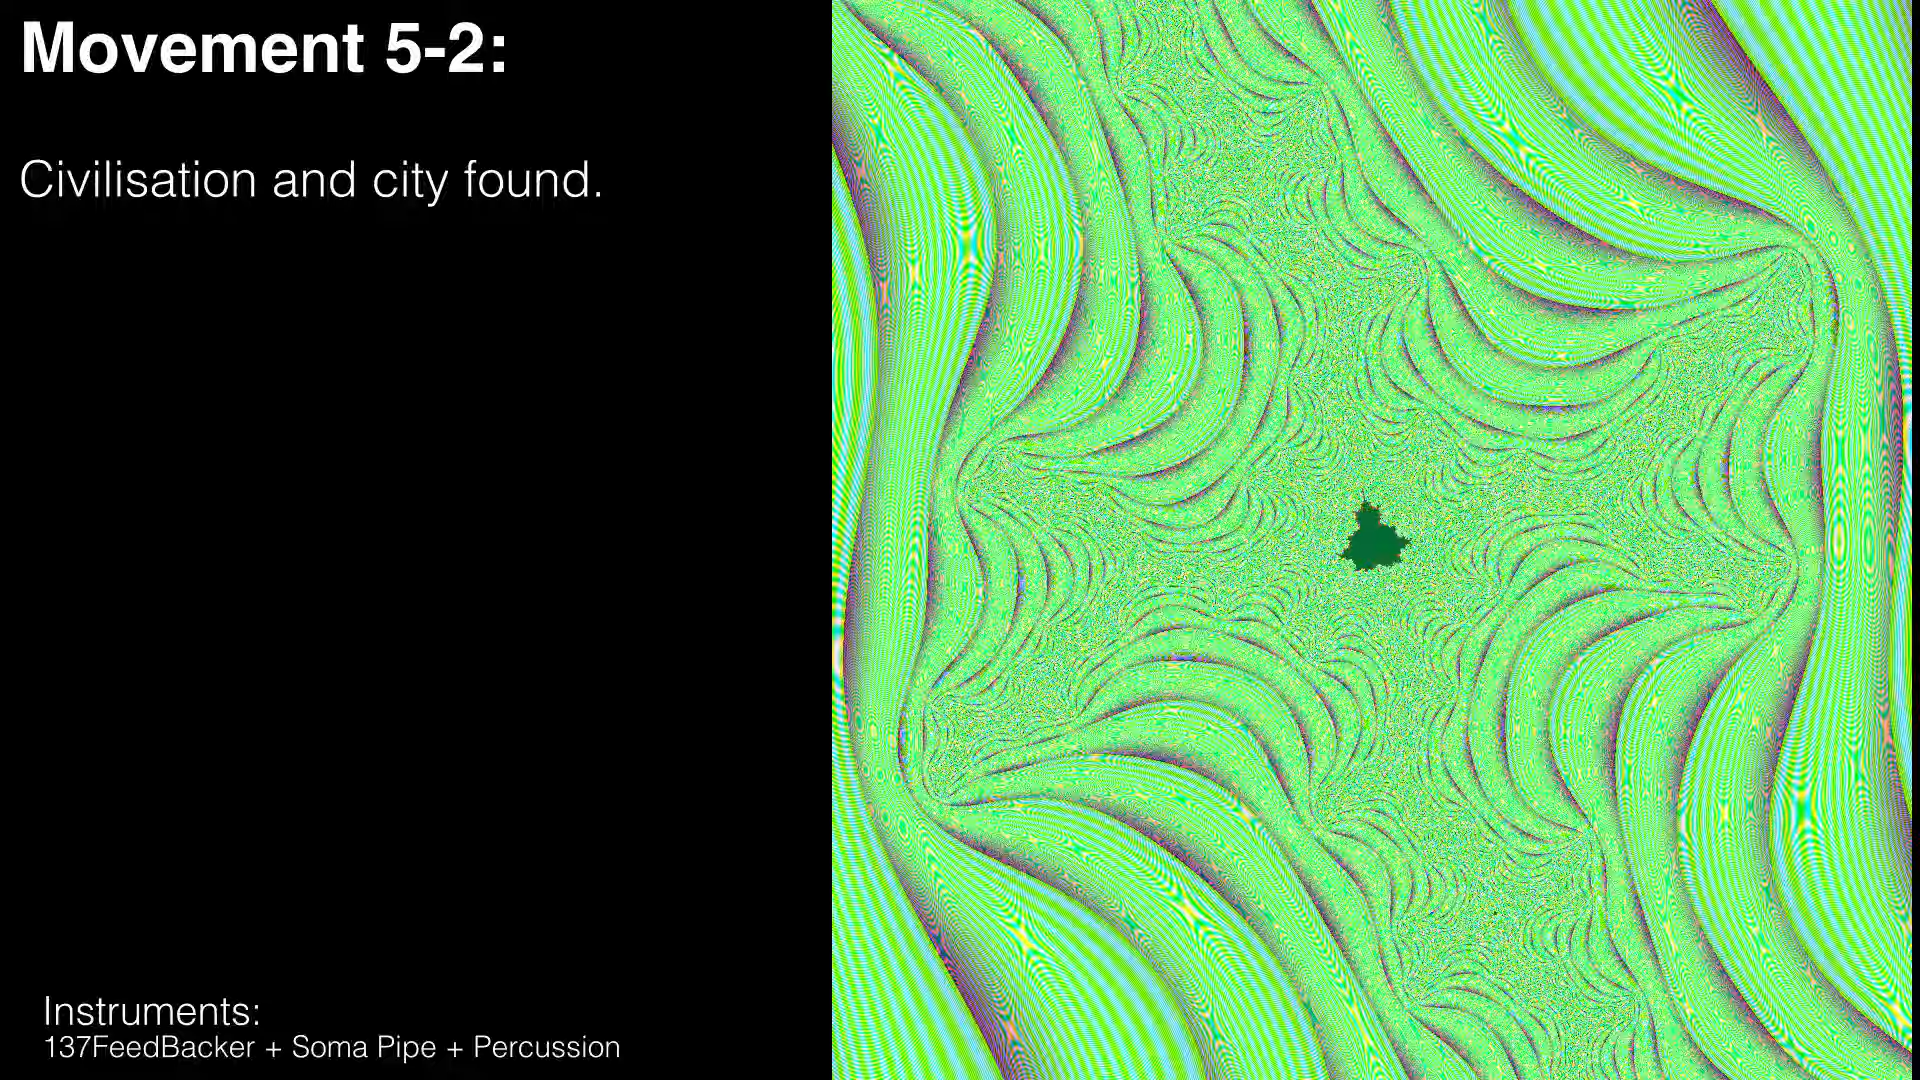 Movement 5-2:
Civilisation and city found.
Instruments:
137FeedBacker + Soma Pipe + Percussion